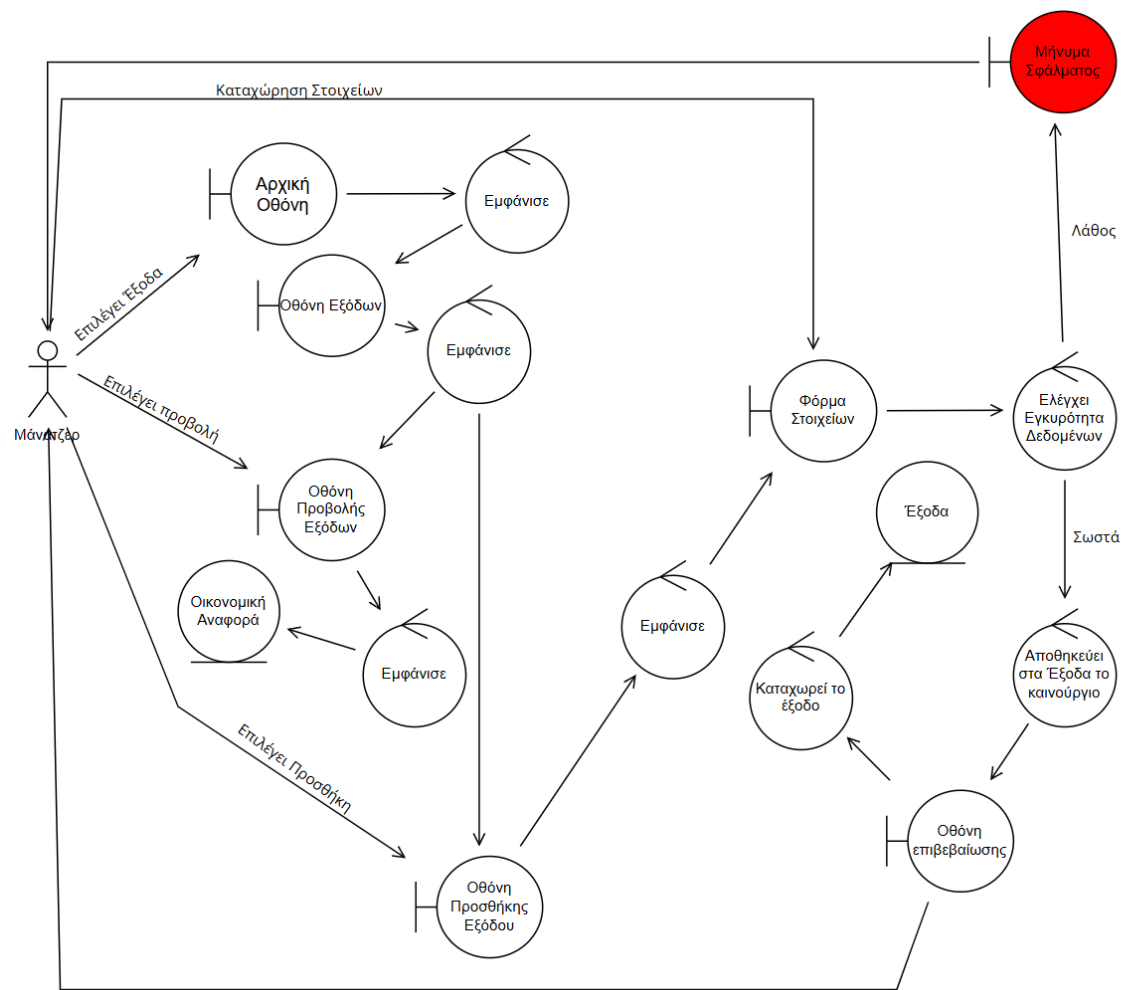 Μήνυμα
Σφάλματος
Καταχώρηση Στοιχείων
Αρχική
Οθόνη
Εμφάνισε
Λάθος
Επιλέγει Έξοδα
Οθόνη Εξόδων
Εμφάνισε
Μάνατζερ
Επιλέγει προβολή
Φόρμα
Στοιχείων
Ελέγχει
Εγκυρότητα
Δεδομένων
Οθόνη
Προβολής
Εξόδων
Έξοδα
Σωστά
Οικονομική
Αναφορά
Εμφάνισε
Εμφάνισε
Καταχωρεί το
έξοδο
Αποθηκεύει
στα Έξοδα το
καινούργιο
Επιλέγει Προσθήκη
Οθόνη
επιβεβαίωσης
Οθόνη
Προσθήκης
Εξόδου